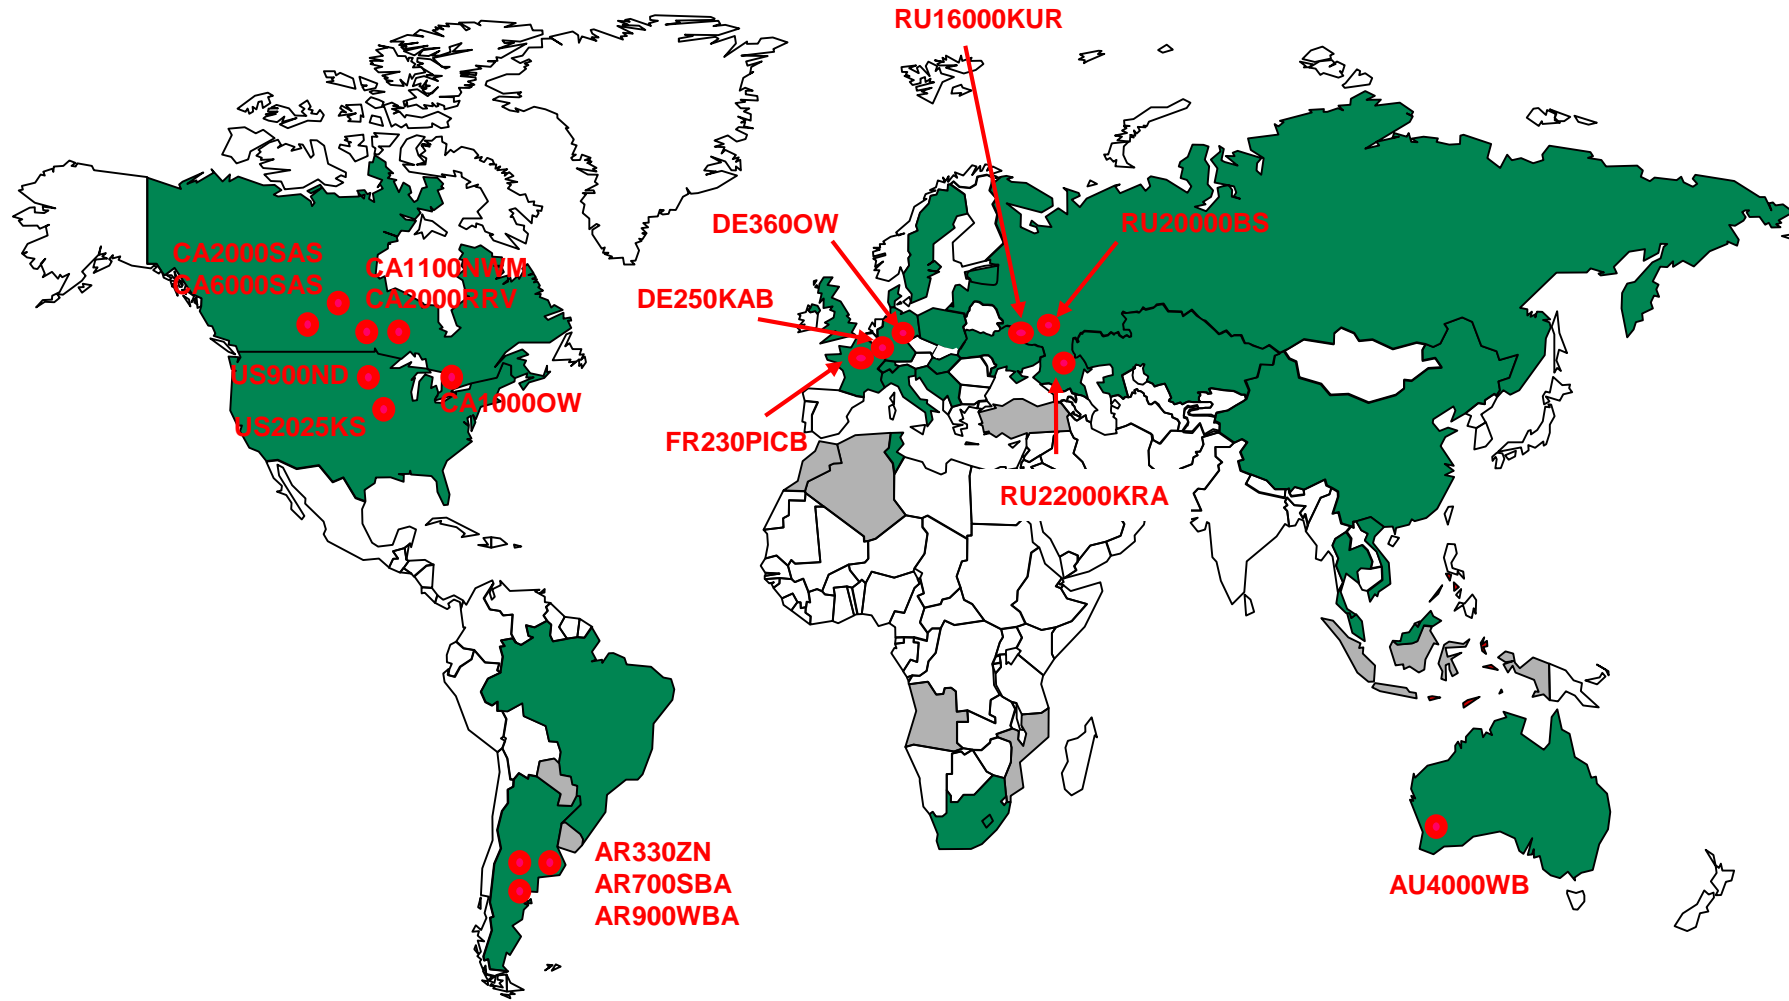 RU16000KUR
DE360OW
RU20000BS
CA2000SAS
CA6000SAS
CA1100NWM
CA2000RRV
DE250KAB
US900ND
CA1000OW
US2025KS
FR230PICB
RU22000KRA
AR330ZN
AR700SBA
AR900WBA
AU4000WB